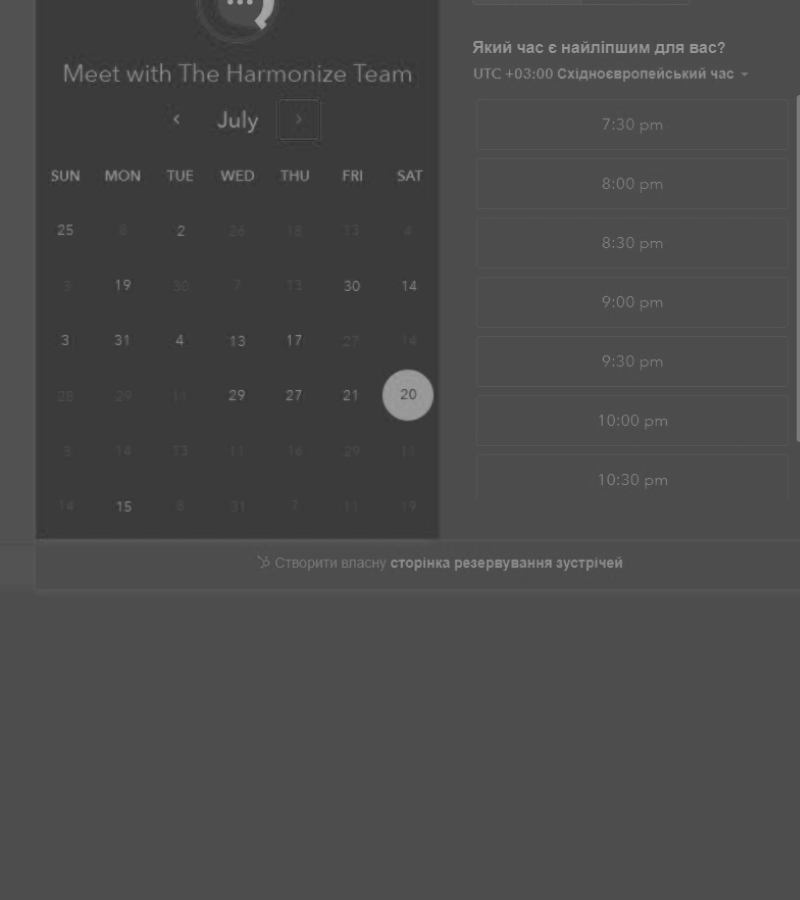 Meet with The Harmonize Team
July
SUN MON TUE WED THU FRI SAT
25 8 2 26 18 13 4
3 19 30 7 13 30 14
3 31 4 13 17 27 14
28 29 11 29 27 21 20
3 14 13 11 16 29 11
14 15 8 31 7 11 19
Який час є найліпшим для вас?
UTC +03:00 Східноєвропейський час
7:30 pm
8:00 pm
8:30 pm
9:00 pm
9:30 pm
10:00 pm
10:30 pm
Створити власну сторінка резервування зустрічей